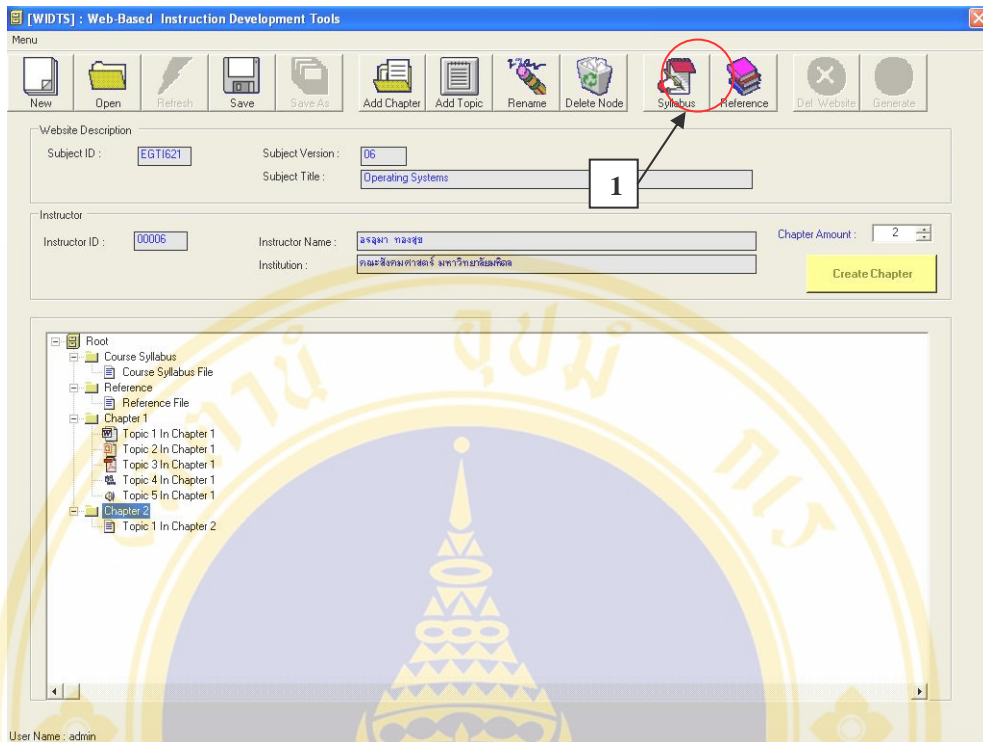 [WIDTS] : Web-Based Instruction Development Tools
Menu
New Open Refresh Save Save As Add Chapter Add Topic Rename Delete Node Syllabus Reference Del Website Generate
Website Description
Subject ID : EGTI621 Subject Version : 06
Subject Title : Operating Systems
1
Instructor
Instructor ID : 00006 Instructor Name : อรอุมา ทองสุข Chapter Amount : 2
Institution : คณะสังคมศาสตร์ มหาวิทยาลัยมหิดล
Create Chapter
Root
Course Syllabus
Course Syllabus File
Reference
Reference File
Chapter 1
Topic 1 In Chapter 1
Topic 2 In Chapter 1
Topic 3 In Chapter 1
Topic 4 In Chapter 1
Topic 5 In Chapter 1
Chapter 2
Topic 1 In Chapter 2
User Name : admin